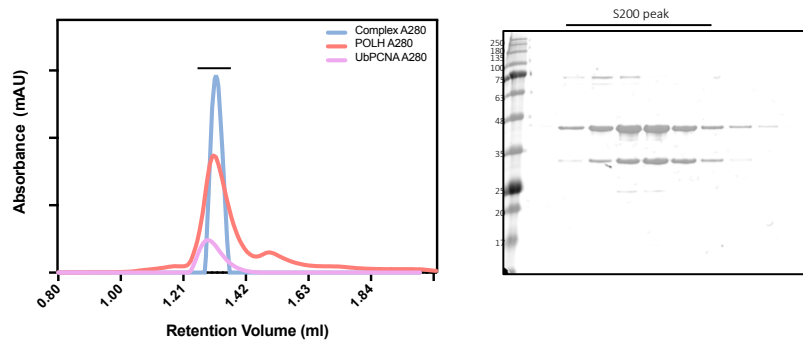 Complex A280
POLH A280
UbPCNA A280
Absorbance (mAU)
0.80 1.00 1.21 1.42 1.63 1.84
Retention Volume (ml)
S200 peak
250
180
135
100
75
63
48
35
25
20
17